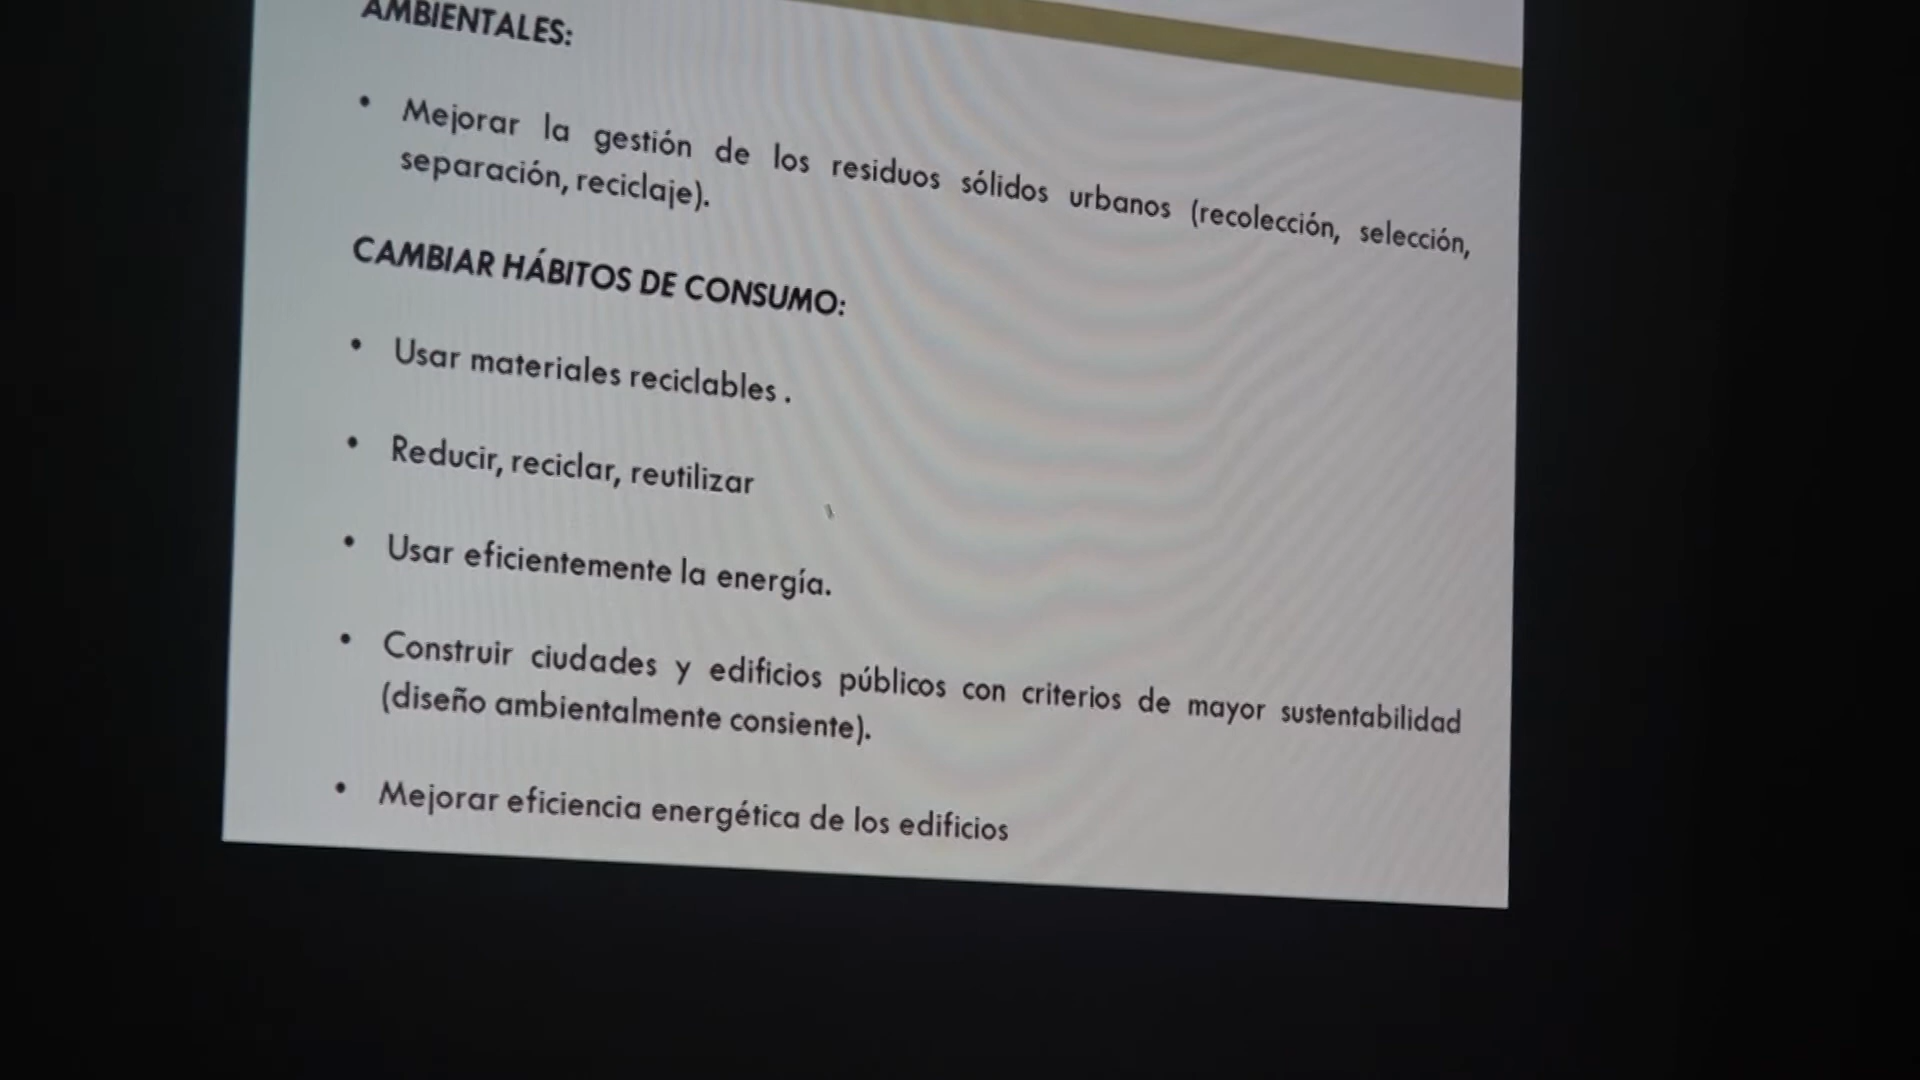 AMBIENTALES:
• Mejorar la gestión de los residuos sólidos urbanos (recolección, selección,
separación, reciclaje).
CAMBIAR HÁBITOS DE CONSUMO:
• Usar materiales reciclables .
• Reducir, reciclar, reutilizar
• Usar eficientemente la energía.
• Construir ciudades y edificios públicos con criterios de mayor sustentabilidad
(diseño ambientalmente consiente).
• Mejorar eficiencia energética de los edificios